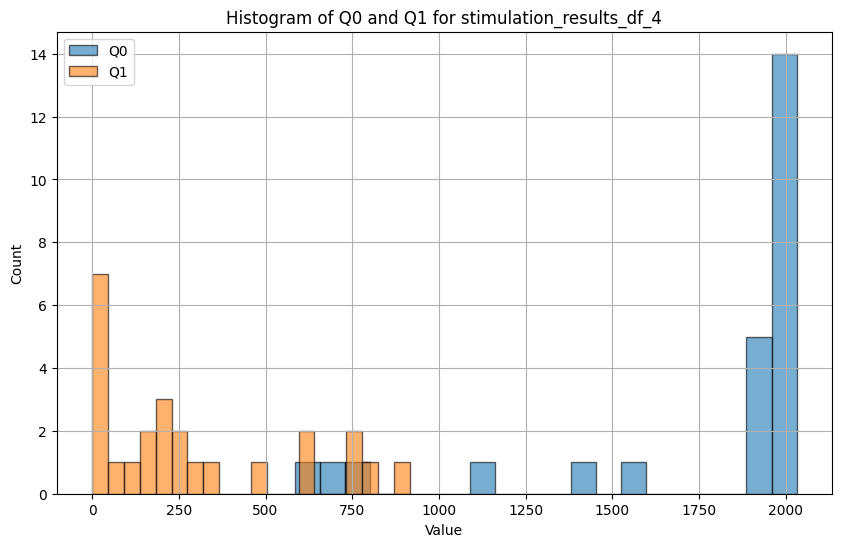 Histogram of Q0 and Q1 for stimulation_results_df_4
Q0
Q1
14
12
10
8
6
4
2
0
Count
0 250 500 750 1000 1250 1500 1750 2000
Value